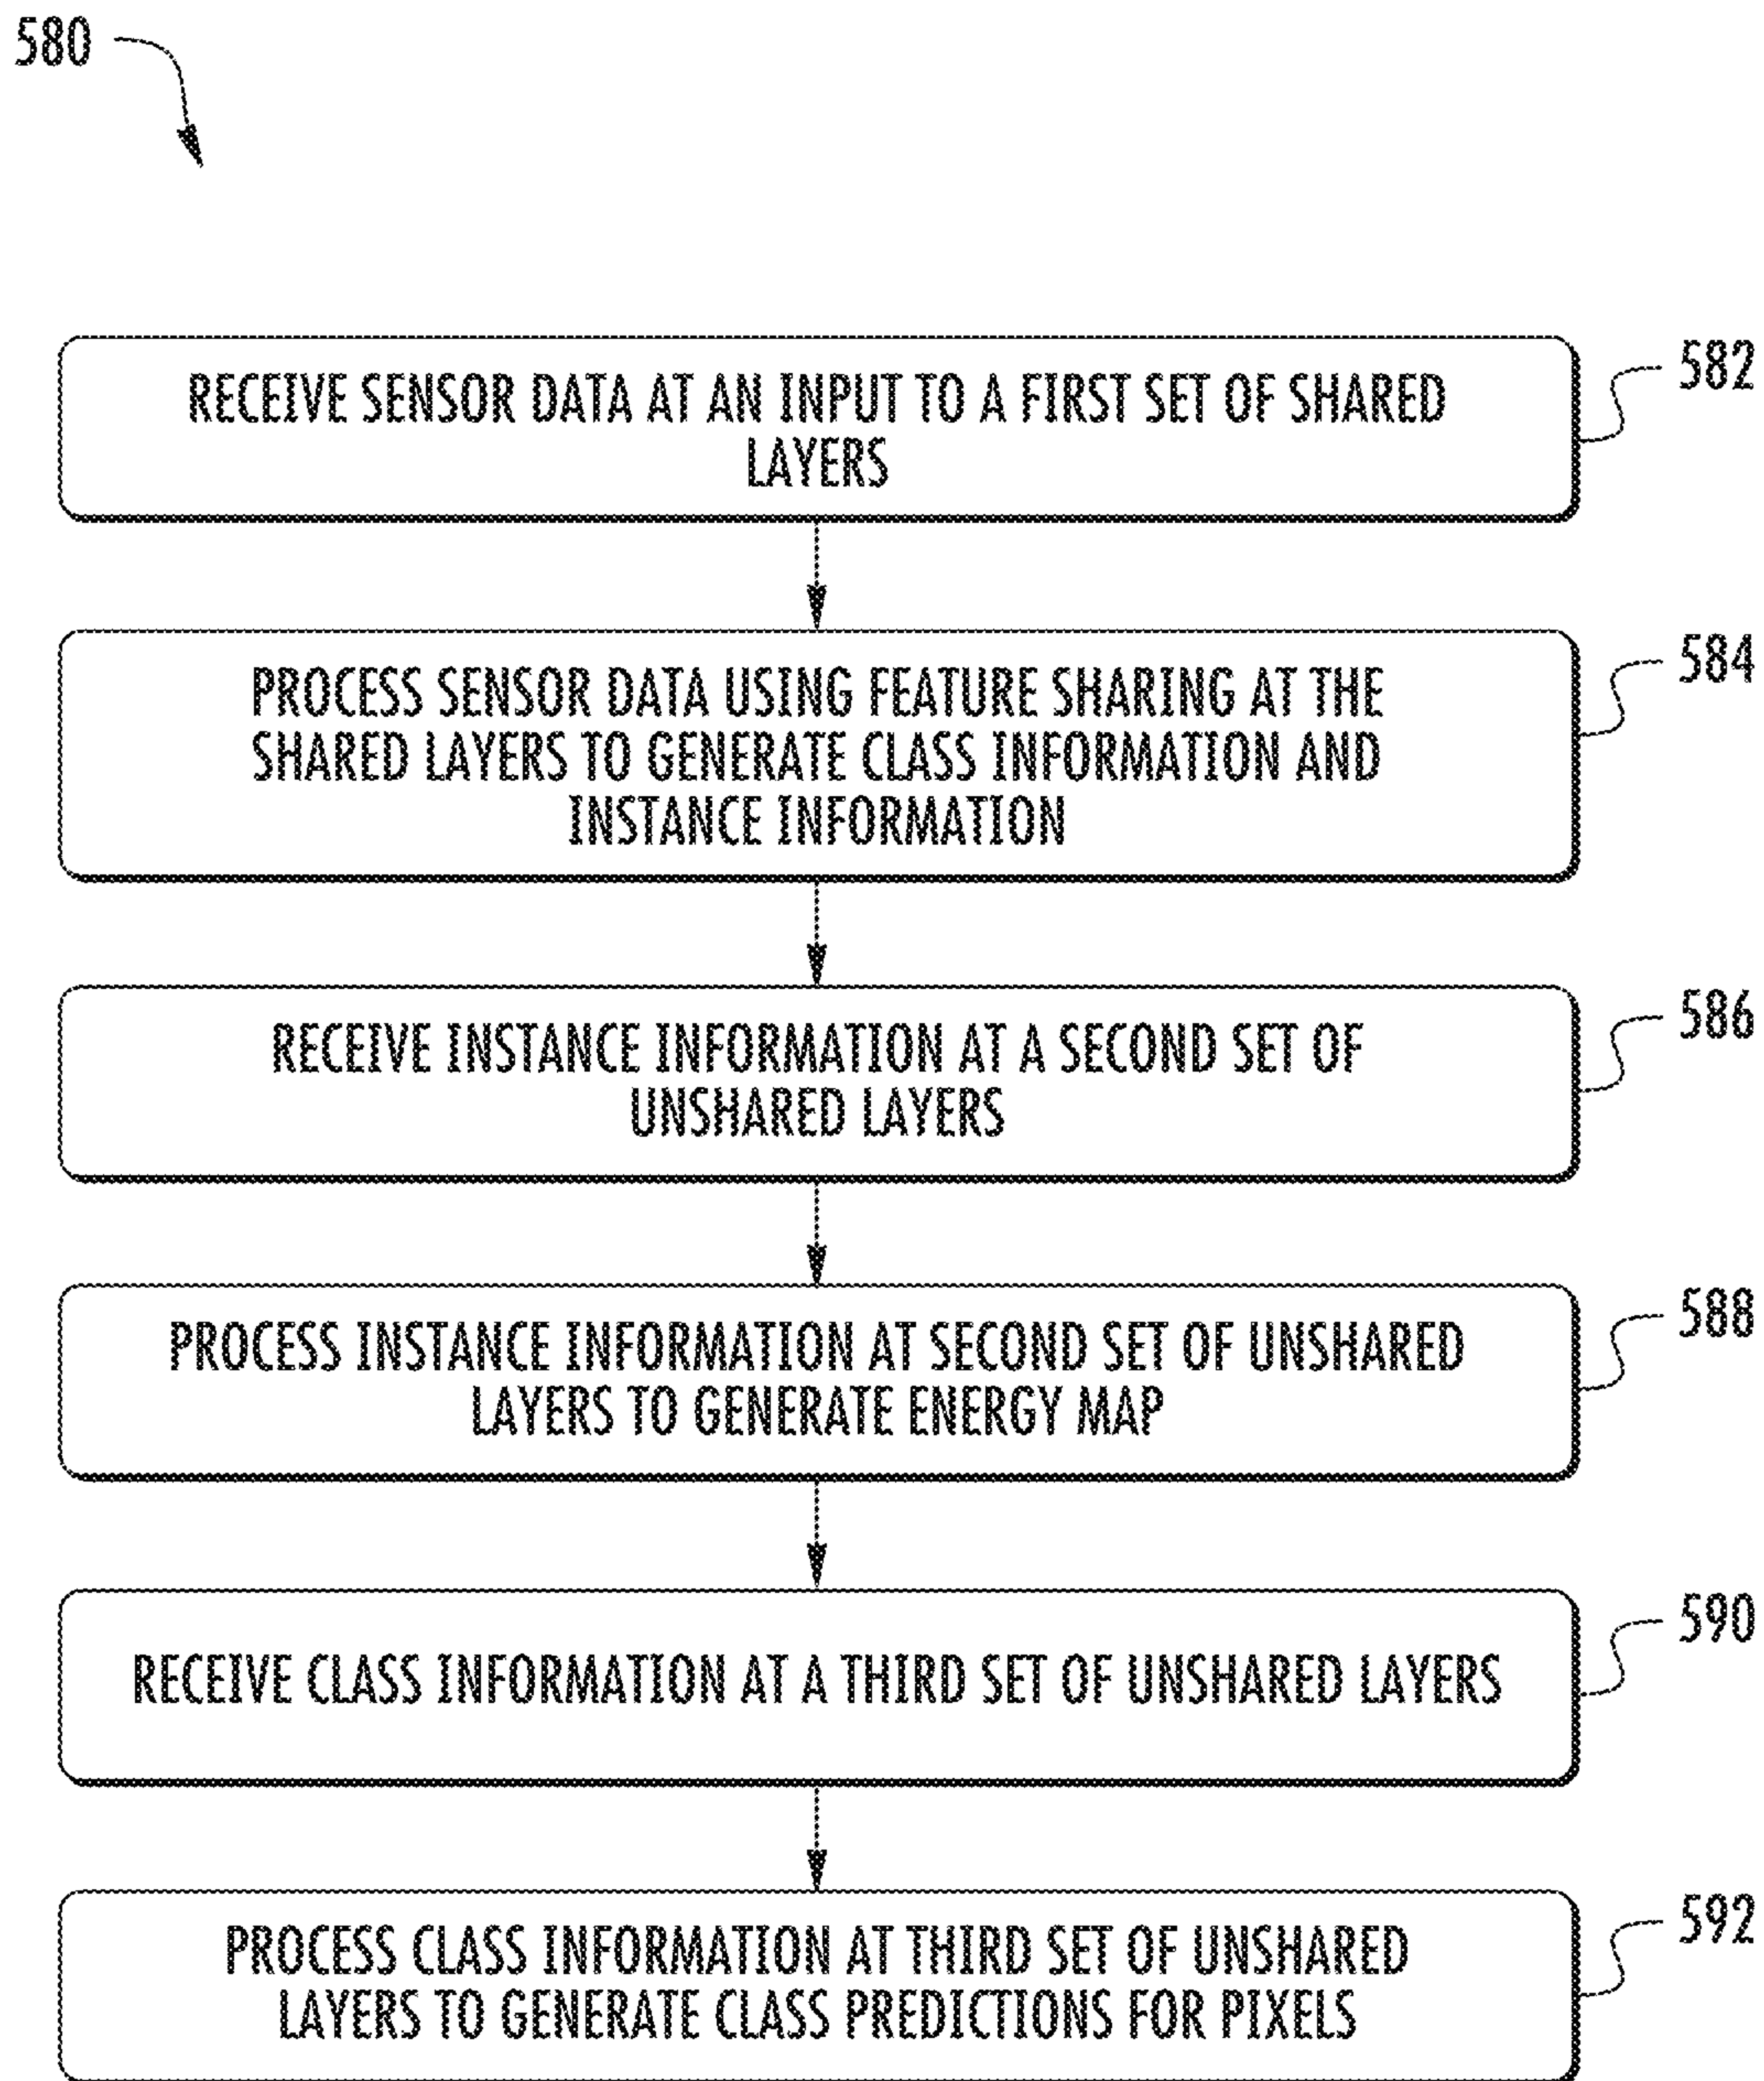 580
RECEIVE SENSOR DATA AT AN INPUT TO A FIRST SET OF SHARED
LAYERS
582
PROCESS SENSOR DATA USING FEATURE SHARING AT THE
SHARED LAYERS TO GENERATE CLASS INFORMATION AND
INSTANCE INFORMATION
584
RECEIVE INSTANCE INFORMATION AT A SECOND SET OF
UNSHARED LAYERS
586
PROCESS INSTANCE INFORMATION AT SECOND SET OF UNSHARED
LAYERS TO GENERATE ENERGY MAP
588
RECEIVE CLASS INFORMATION AT A THIRD SET OF UNSHARED LAYERS
590
PROCESS CLASS INFORMATION AT THIRD SET OF UNSHARED
LAYERS TO GENERATE CLASS PREDICTIONS FOR PIXELS
592